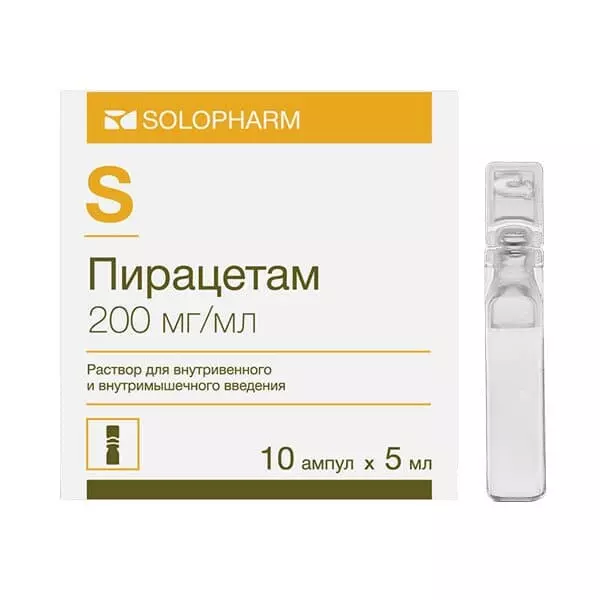 SOLOPHARM
S
Пирацетам
200 мг/мл
Раствор для внутривенного
и внутримышечного введения
10 ампул x 5 мл